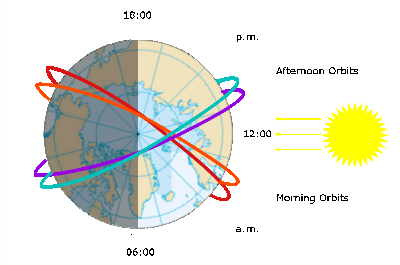 18:00
p.m.
Afternoon Orbits
12:00
Morning Orbits
a.m.
06:00